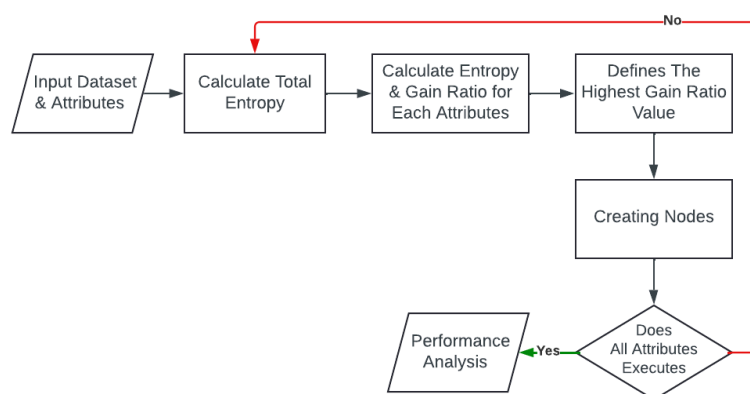 No
Input Dataset
& Attributes
Calculate Total
Entropy
Calculate Entropy
& Gain Ratio for
Each Attributes
Defines The
Highest Gain Ratio
Value
Creating Nodes
Does
All Attributes
Executes
Yes
Performance
Analysis